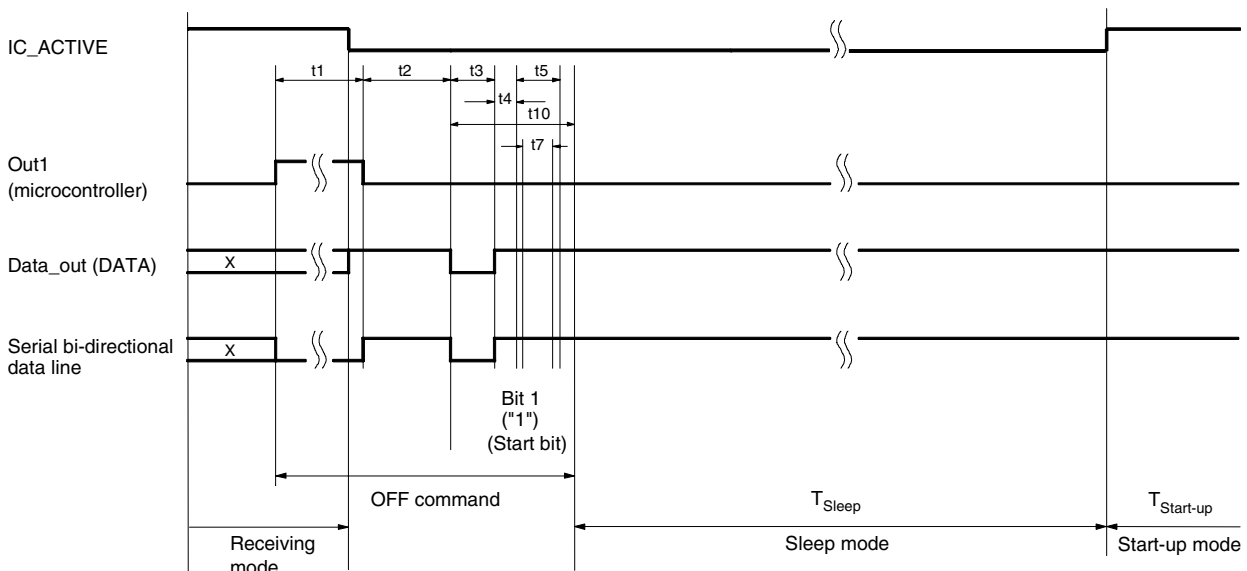 IC_ACTIVE
t1
t2
t3
t5
t4
t10
t7
Out1
(microcontroller)
Data_out (DATA)
X
Serial bi-directional
data line
X
Bit 1
("1")
(Start bit)
OFF command
TSleep
TStart-up
Receiving
mode
Sleep mode
Start-up mode